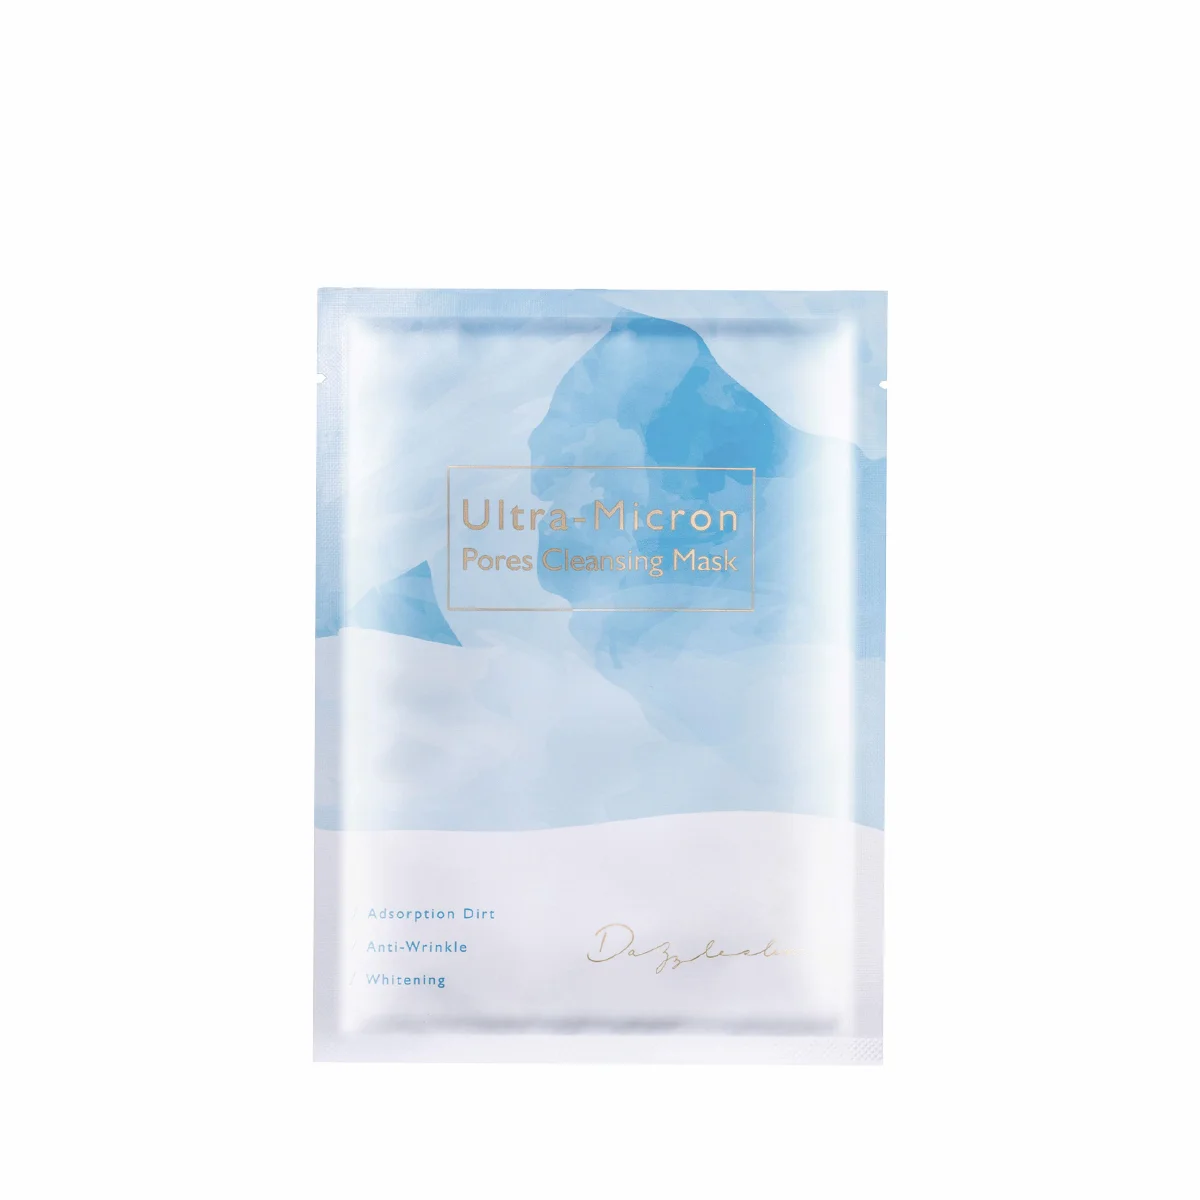 Ultra-Micron
Pores Cleansing Mask
/ Adsorption Dirt
/ Anti-Wrinkle
/ Whitening